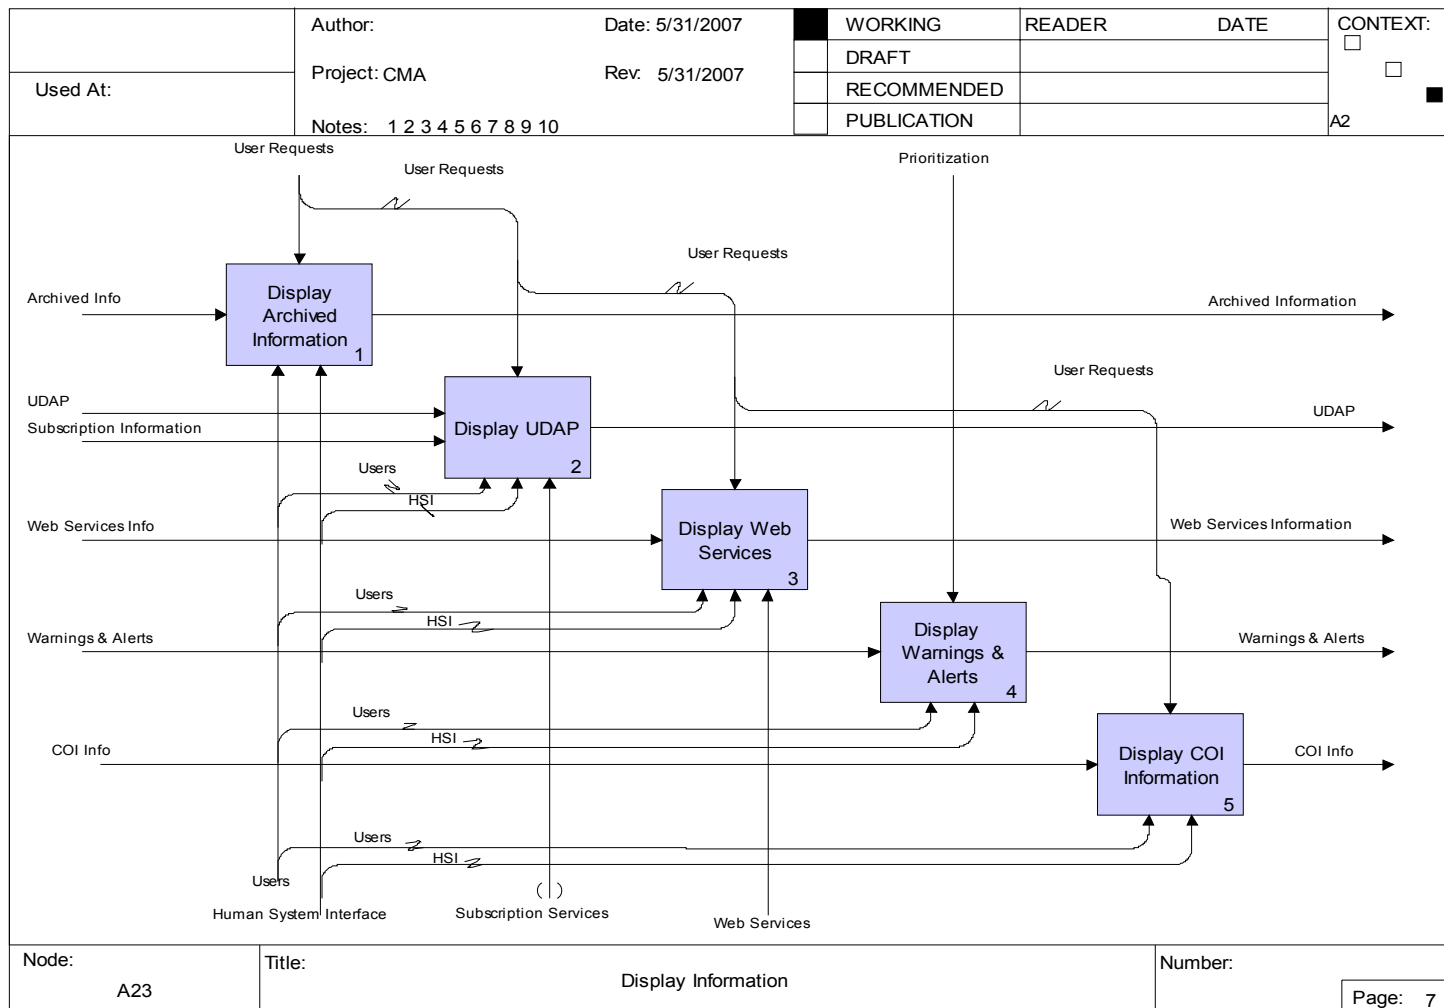 Used At:
Author:
Date: 5/31/2007
Project: CMA
Rev: 5/31/2007
Notes: 1 2 3 4 5 6 7 8 9 10
WORKING
DRAFT
RECOMMENDED
PUBLICATION
READER
DATE
CONTEXT:
A2
User Requests
User Requests
Prioritization
User Requests
Archived Info
Display
Archived
Information
1
Archived Information
User Requests
UDAP
Subscription Information
Display UDAP
2
UDAP
Users
HSI
Web Services Info
Display Web
Services
3
Web Services Information
Users
HSI
Warnings & Alerts
Display
Warnings &
Alerts
4
Warnings & Alerts
Users
HSI
COI Info
Display COI
Information
5
COI Info
Users
HSI
Users
Human System Interface
Subscription Services
Web Services
Node:
A23
Title:
Display Information
Number:
Page: 7